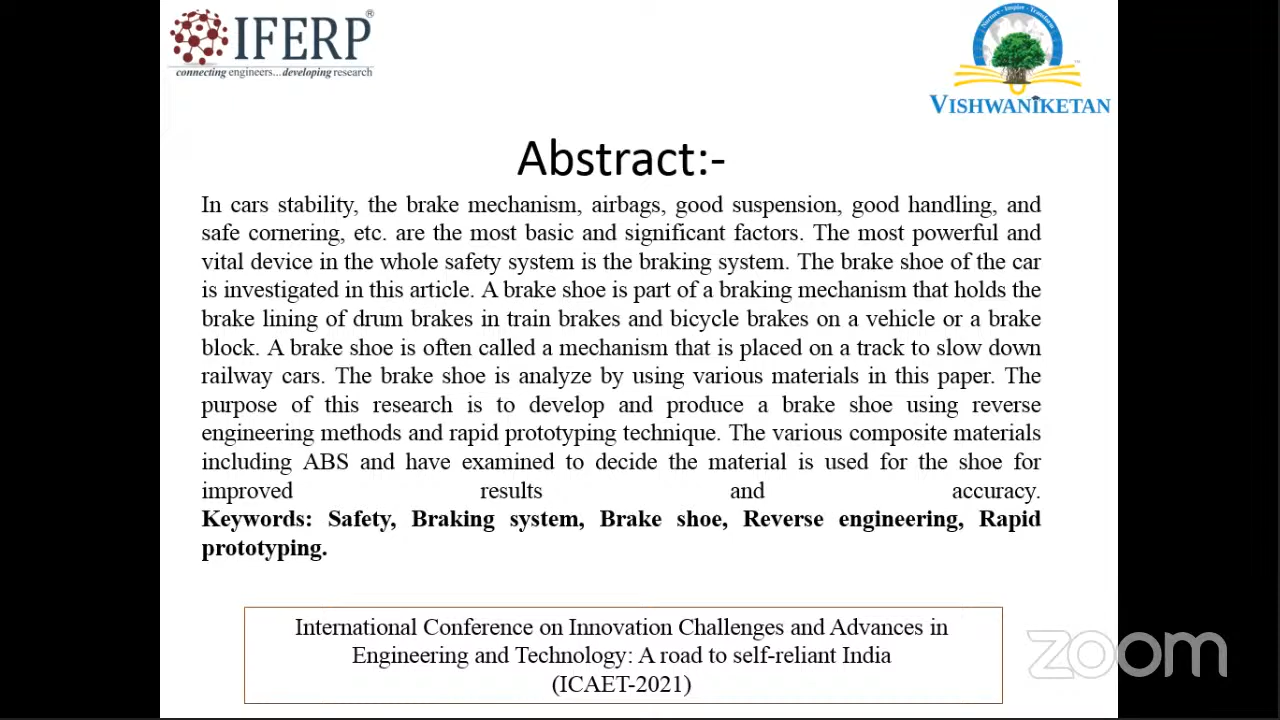 IFERP®
connecting engineers...developing research
Nurture - Inspire - Transform
VISHWANIKETAN
Abstract:-
In cars stability, the brake mechanism, airbags, good suspension, good handling, and
safe cornering, etc. are the most basic and significant factors. The most powerful and
vital device in the whole safety system is the braking system. The brake shoe of the car
is investigated in this article. A brake shoe is part of a braking mechanism that holds the
brake lining of drum brakes in train brakes and bicycle brakes on a vehicle or a brake
block. A brake shoe is often called a mechanism that is placed on a track to slow down
railway cars. The brake shoe is analyze by using various materials in this paper. The
purpose of this research is to develop and produce a brake shoe using reverse
engineering methods and rapid prototyping technique. The various composite materials
including ABS and have examined to decide the material is used for the shoe for
improved results and accuracy.
Keywords: Safety, Braking system, Brake shoe, Reverse engineering, Rapid
prototyping.
International Conference on Innovation Challenges and Advances in
Engineering and Technology: A road to self-reliant India
(ICAET-2021)
zoom